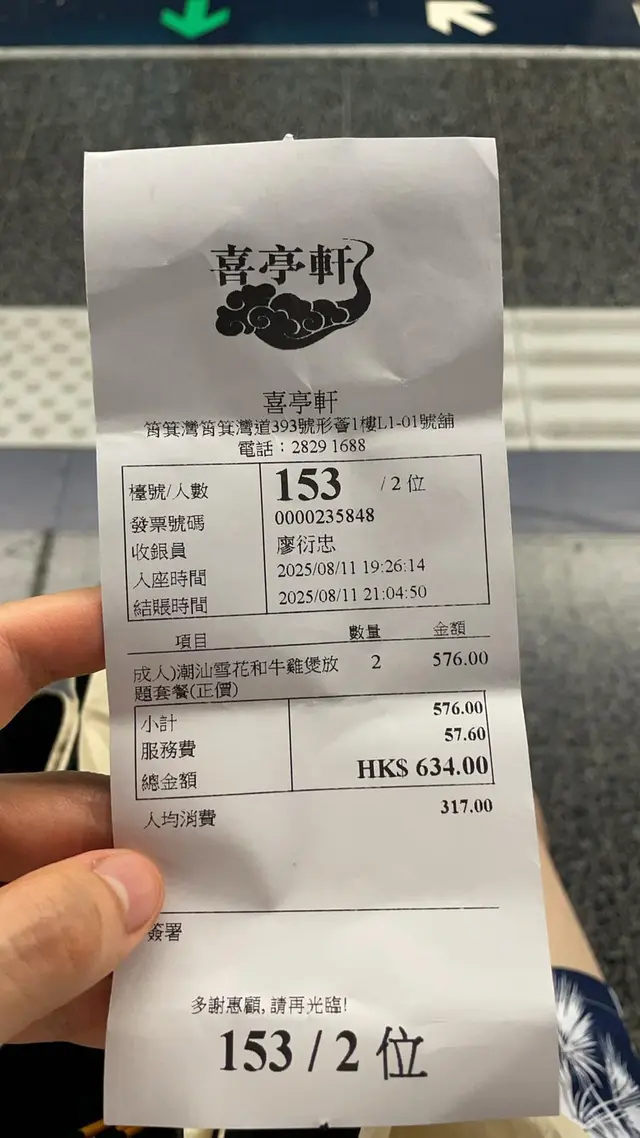 喜亭軒
喜亭軒
筲箕灣筲箕灣道393號形薈1樓L1-01號舖
電話：2829 1688
檯號/人數 153 / 2 位
發票號碼 0000235848
收銀員 廖衍忠
入座時間 2025/08/11 19:26:14
結賬時間 2025/08/11 21:04:50
項目 數量 金額
成人)潮汕雪花和牛雞煲放 2 576.00
題套餐(正價)
小計 576.00
服務費 57.60
總金額 HK$ 634.00
人均消費 317.00
簽署
多謝惠顧, 請再光臨!
153 / 2 位